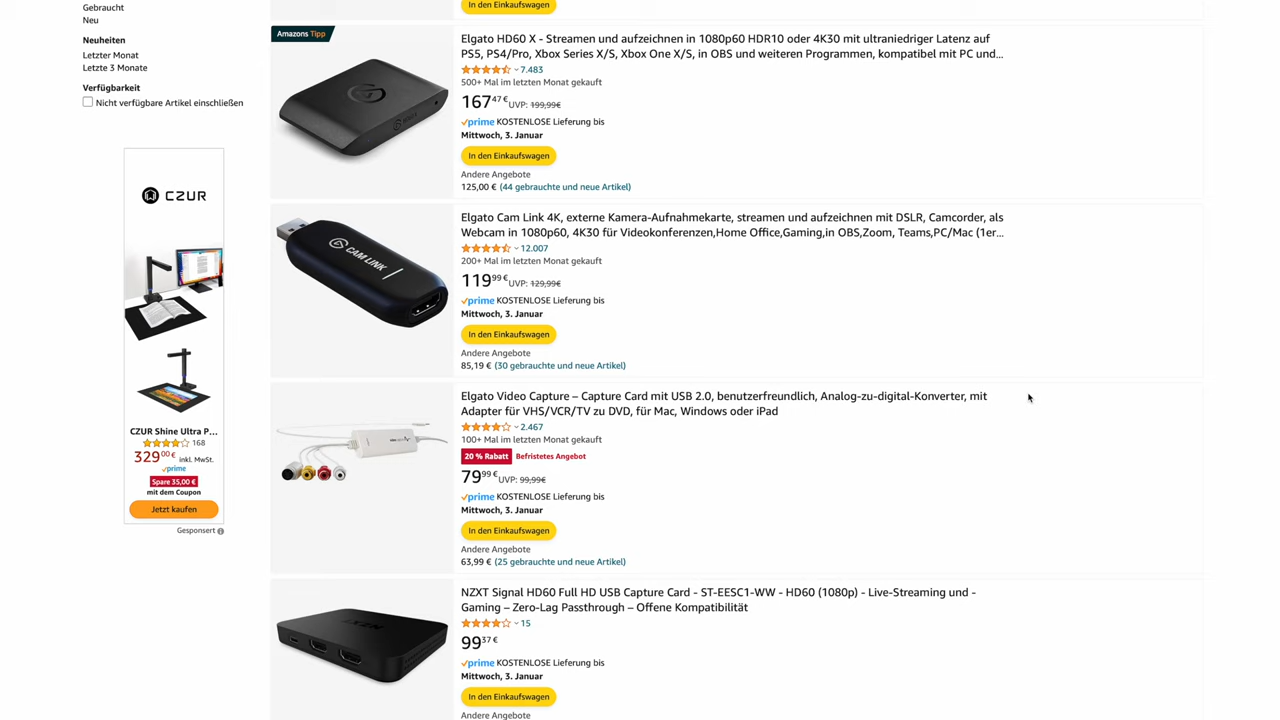 Gebraucht
Neu
Neuheiten
Letzter Monat
Letzte 3 Monate
Verfügbarkeit
Nicht verfügbare Artikel einschließen
CZUR
CZUR Shine Ultra P...
168
329,00€ inkl. MwSt.
prime
Spare 35,00 €
mit dem Coupon
Jetzt kaufen
Gesponsert
In den Einkaufswagen
Amazons Tipp
Elgato HD60 X - Streamen und aufzeichnen in 1080p60 HDR10 oder 4K30 mit ultraniedriger Latenz auf
PS5, PS4/Pro, Xbox Series X/S, Xbox One X/S, in OBS und weiteren Programmen, kompatibel mit PC und...
7.483
500+ Mal im letzten Monat gekauft
167 47 € UVP: 199,99€
prime KOSTENLOSE Lieferung bis
Mittwoch, 3. Januar
In den Einkaufswagen
Andere Angebote
125,00 € (44 gebrauchte und neue Artikel)
CAM LINK
Elgato Cam Link 4K, externe Kamera-Aufnahmekarte, streamen und aufzeichnen mit DSLR, Camcorder, als
Webcam in 1080p60, 4K30 für Videokonferenzen,Home Office,Gaming,in OBS,Zoom, Teams,PC/Mac (1er...
12.007
200+ Mal im letzten Monat gekauft
119 99 € UVP: 129,99€
prime KOSTENLOSE Lieferung bis
Mittwoch, 3. Januar
In den Einkaufswagen
Andere Angebote
85,19 € (30 gebrauchte und neue Artikel)
Elgato Video Capture – Capture Card mit USB 2.0, benutzerfreundlich, Analog-zu-digital-Konverter, mit
Adapter für VHS/VCR/TV zu DVD, für Mac, Windows oder iPad
2.467
100+ Mal im letzten Monat gekauft
20 % Rabatt Befristetes Angebot
79 99 € UVP: 99,99€
prime KOSTENLOSE Lieferung bis
Mittwoch, 3. Januar
In den Einkaufswagen
Andere Angebote
63,99 € (25 gebrauchte und neue Artikel)
NZXT
NZXT Signal HD60 Full HD USB Capture Card - ST-EESC1-WW - HD60 (1080p) - Live-Streaming und -
Gaming – Zero-Lag Passthrough – Offene Kompatibilität
15
99 37 €
prime KOSTENLOSE Lieferung bis
Mittwoch, 3. Januar
In den Einkaufswagen
Andere Angebote